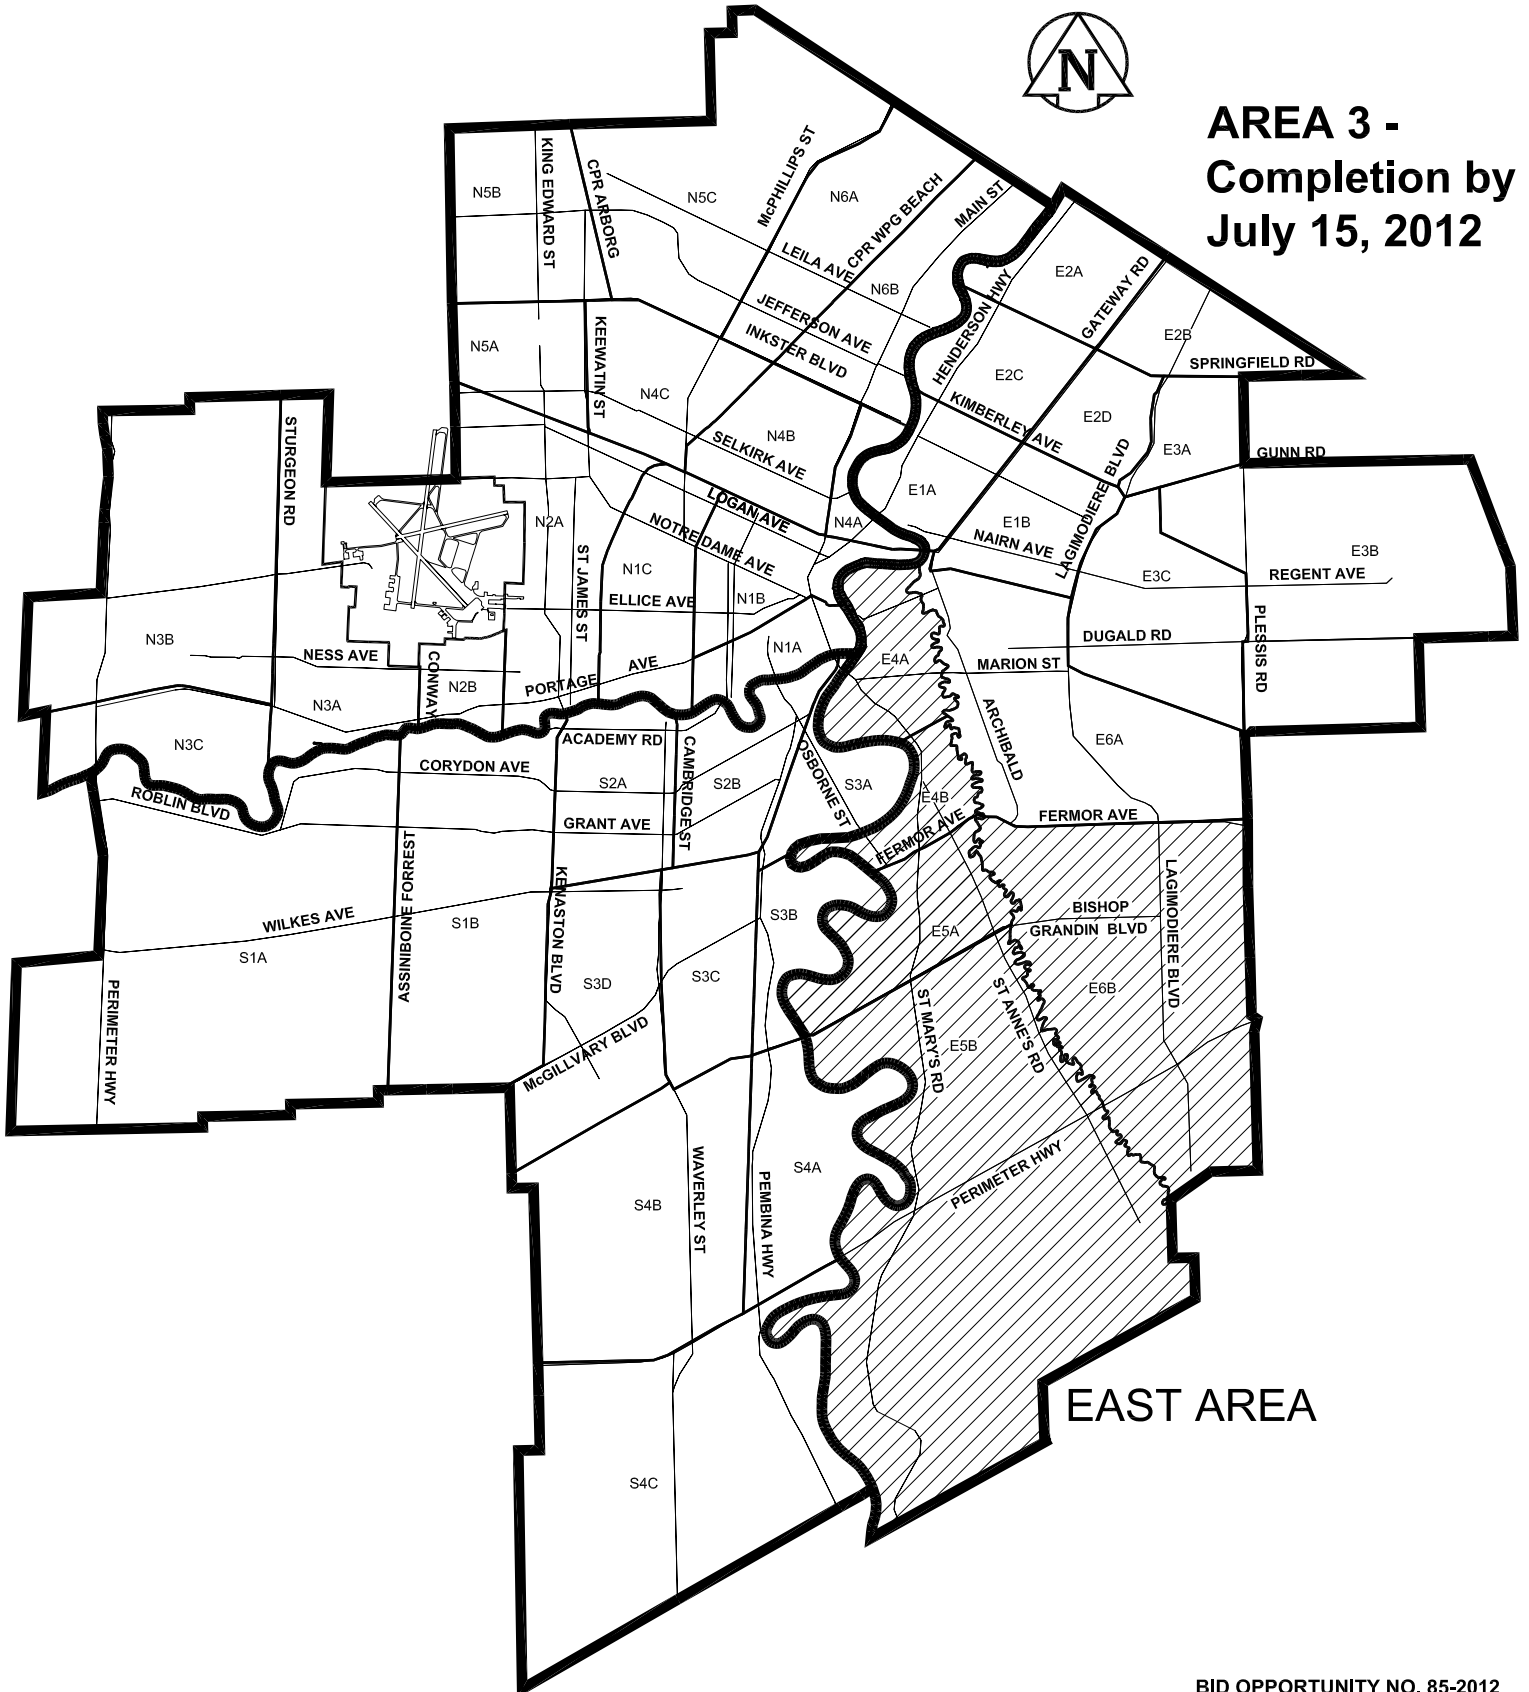 N
AREA 3 -
Completion by
July 15, 2012
N5B
KING EDWARD ST
CPR ARBORG
N5C
McPHILLIPS ST
N6A
CPR WPG BEACH
MAIN ST
LEILA AVE
N6B
JEFFERSON AVE
INKSTER BLVD
HENDERSON HWY
E2A
GATEWAY RD
E2B
SPRINGFIELD RD
N5A
KEEWATIN ST
N4C
N4B
SELKIRK AVE
E2C
KIMBERLEY AVE
E2D
LAGIMODIERE BLVD
E3A
GUNN RD
STURGEON RD
N2A
LOGAN AVE
NOTRE DAME AVE
N4A
E1A
E1B
NAIRN AVE
E3C
E3B
REGENT AVE
ST JAMES ST
N1C
N1B
ELLICE AVE
N3B
NESS AVE
CONWAY
N2B
PORTAGE
AVE
N1A
E4A
MARION ST
DUGALD RD
PLESSIS RD
N3A
N3C
ACADEMY RD
CAMBRIDGE ST
OSBORNE ST
ARCHIBALD
E6A
CORYDON AVE
S2A
S2B
S3A
E4B
ROBLIN BLVD
GRANT AVE
FERMOR AVE
FERMOR AVE
ASSINIBOINE FORREST
KENASTON BLVD
LAGIMODIERE BLVD
WILKES AVE
S1B
S3B
E5A
BISHOP
GRANDIN BLVD
S1A
S3D
S3C
E6B
PERIMETER HWY
McGILLVARY BLVD
ST MARY'S RD
E5B
ST ANNE'S RD
WAVERLEY ST
PEMBINA HWY
S4A
PERIMETER HWY
S4B
EAST AREA
S4C
BID OPPORTUNITY NO. 85-2012